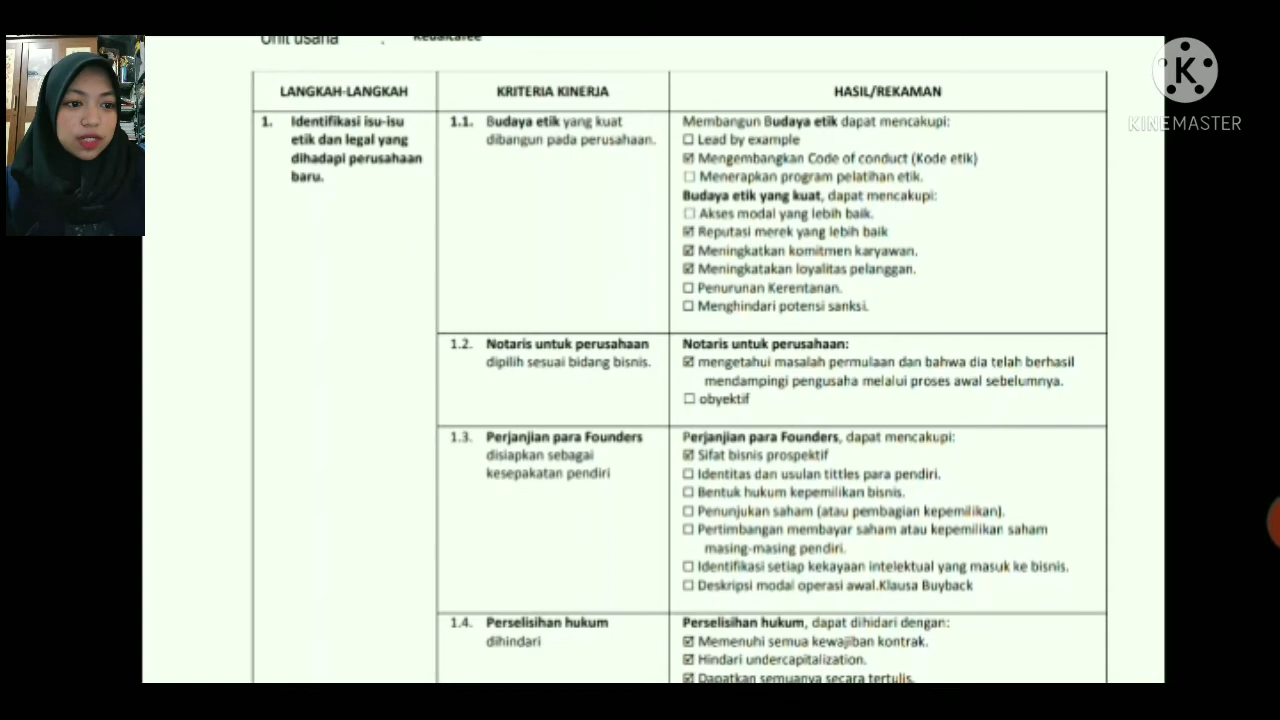 Unit usaha : Kedaicafee
K
KINEMASTER
LANGKAH-LANGKAH KRITERIA KINERJA HASIL/REKAMAN
1. Identifikasi isu-isu
etik dan legal yang
dihadapi perusahaan
baru.
1.1. Budaya etik yang kuat
dibangun pada perusahaan.
Membangun Budaya etik dapat mencakupi:
☐ Lead by example
☑ Mengembangkan Code of conduct (Kode etik)
☐ Menerapkan program pelatihan etik.
Budaya etik yang kuat, dapat mencakupi:
☐ Akses modal yang lebih baik.
☑ Reputasi merek yang lebih baik
☑ Meningkatkan komitmen karyawan.
☑ Meningkatakan loyalitas pelanggan.
☐ Penurunan Kerentanan.
☐ Menghindari potensi sanksi.
1.2. Notaris untuk perusahaan
dipilih sesuai bidang bisnis.
Notaris untuk perusahaan:
☑ mengetahui masalah permulaan dan bahwa dia telah berhasil
mendampingi pengusaha melalui proses awal sebelumnya.
☐ obyektif
1.3. Perjanjian para Founders
disiapkan sebagai
kesepakatan pendiri
Perjanjian para Founders, dapat mencakupi:
☑ Sifat bisnis prospektif
☐ Identitas dan usulan tittles para pendiri.
☐ Bentuk hukum kepemilikan bisnis.
☐ Penunjukan saham (atau pembagian kepemilikan).
☐ Pertimbangan membayar saham atau kepemilikan saham
masing-masing pendiri.
☐ Identifikasi setiap kekayaan intelektual yang masuk ke bisnis.
☐ Deskripsi modal operasi awal.Klausa Buyback
1.4. Perselisihan hukum
dihindari
Perselisihan hukum, dapat dihidari dengan:
☑ Memenuhi semua kewajiban kontrak.
☑ Hindari undercapitalization.
☑ Dapatkan semuanya secara tertulis.